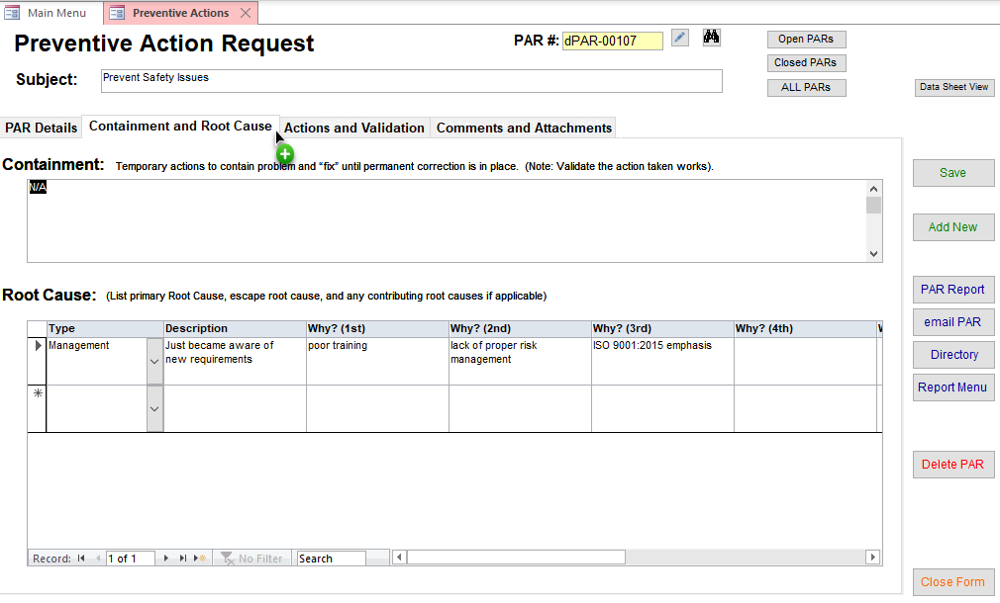 Main Menu
Preventive Actions
Preventive Action Request
PAR #: dPAR-00107
Open PARs
Closed PARs
ALL PARs
Subject: Prevent Safety Issues
Data Sheet View
PAR Details
Containment and Root Cause
Actions and Validation
Comments and Attachments
Containment: Temporary actions to contain problem and “fix” until permanent correction is in place. (Note: Validate the action taken works).
N/A
Root Cause: (List primary Root Cause, escape root cause, and any contributing root causes if applicable)
Type Description Why? (1st) Why? (2nd) Why? (3rd) Why? (4th)
Management
Just became aware of
new requirements
poor training
lack of proper risk
management
ISO 9001:2015 emphasis
Record: 1 of 1 No Filter Search
Save
Add New
PAR Report
email PAR
Directory
Report Menu
Delete PAR
Close Form